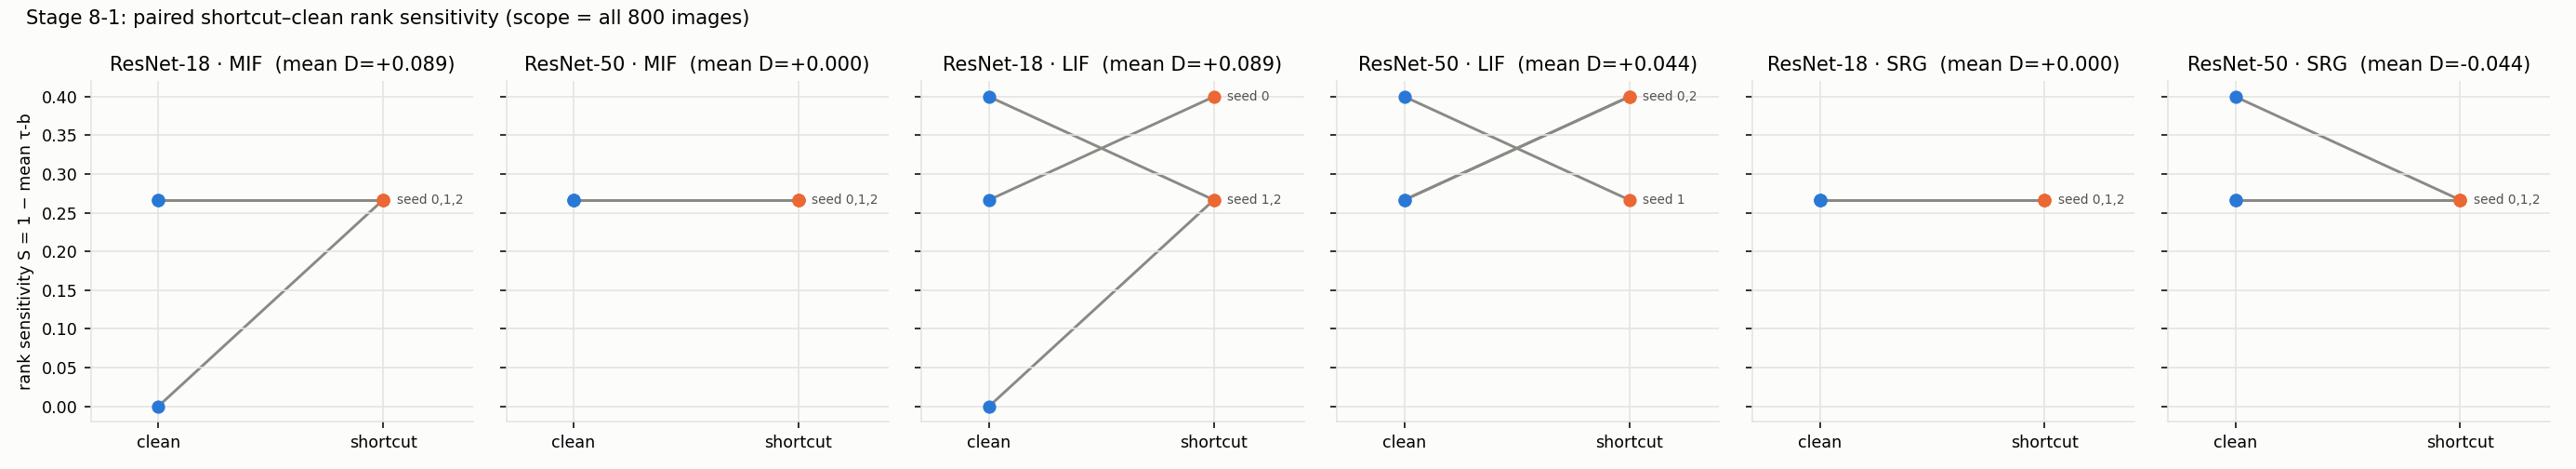 Stage 8-1: paired shortcut–clean rank sensitivity (scope = all 800 images)
rank sensitivity S = 1 − mean τ-b
ResNet-18 · MIF  (mean D=+0.089)
0.40
0.35
0.30
0.25
0.20
0.15
0.10
0.05
0.00
seed 0,1,2
clean
shortcut
ResNet-50 · MIF  (mean D=+0.000)
seed 0,1,2
clean
shortcut
ResNet-18 · LIF  (mean D=+0.089)
seed 0
seed 1,2
clean
shortcut
ResNet-50 · LIF  (mean D=+0.044)
seed 0,2
seed 1
clean
shortcut
ResNet-18 · SRG  (mean D=+0.000)
seed 0,1,2
clean
shortcut
ResNet-50 · SRG  (mean D=-0.044)
seed 0,1,2
clean
shortcut